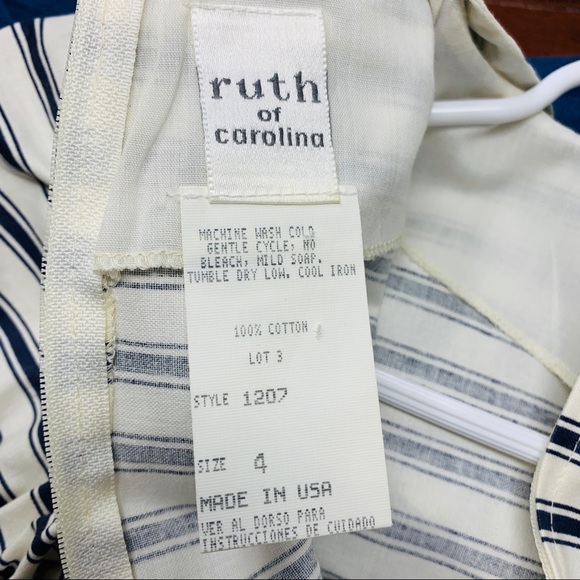 ruth
of
carolina
MACHINE WASH COLD
GENTLE CYCLE, NO
BLEACH, MILD SOAP.
TUMBLE DRY LOW. COOL IRON
100% COTTON
LOT 3
STYLE 1207
SIZE 4
MADE IN USA
VER AL DORSO PARA
INSTRUCCIONES DE CUIDADO